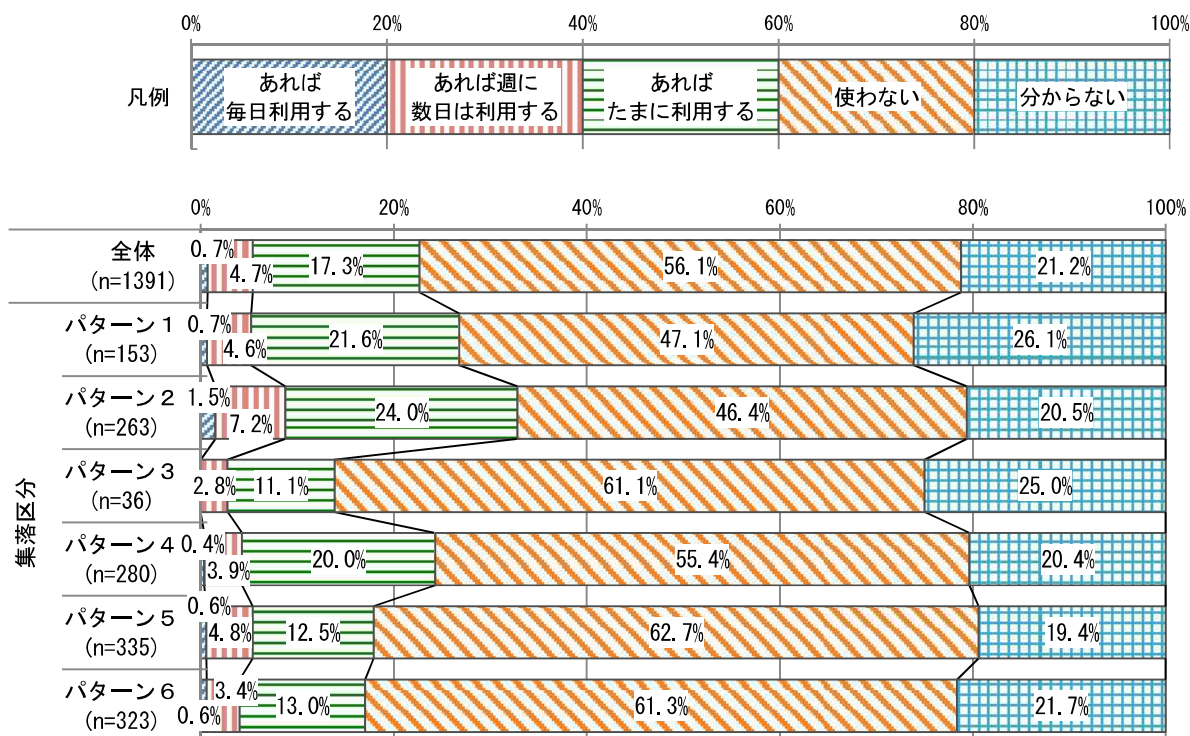 0% 20% 40% 60% 80% 100%
凡例
あれば
毎日利用する
あれば週に
数日は利用する
あれば
たまに利用する
使わない
分からない
0% 20% 40% 60% 80% 100%
集落区分
全体
(n=1391)
0.7% 4.7% 17.3% 56.1% 21.2%
パターン1
(n=153)
0.7% 4.6% 21.6% 47.1% 26.1%
パターン2
(n=263)
1.5% 7.2% 24.0% 46.4% 20.5%
パターン3
(n=36)
2.8% 11.1% 61.1% 25.0%
パターン4
(n=280)
0.4% 3.9% 20.0% 55.4% 20.4%
パターン5
(n=335)
0.6% 4.8% 12.5% 62.7% 19.4%
パターン6
(n=323)
0.6% 3.4% 13.0% 61.3% 21.7%